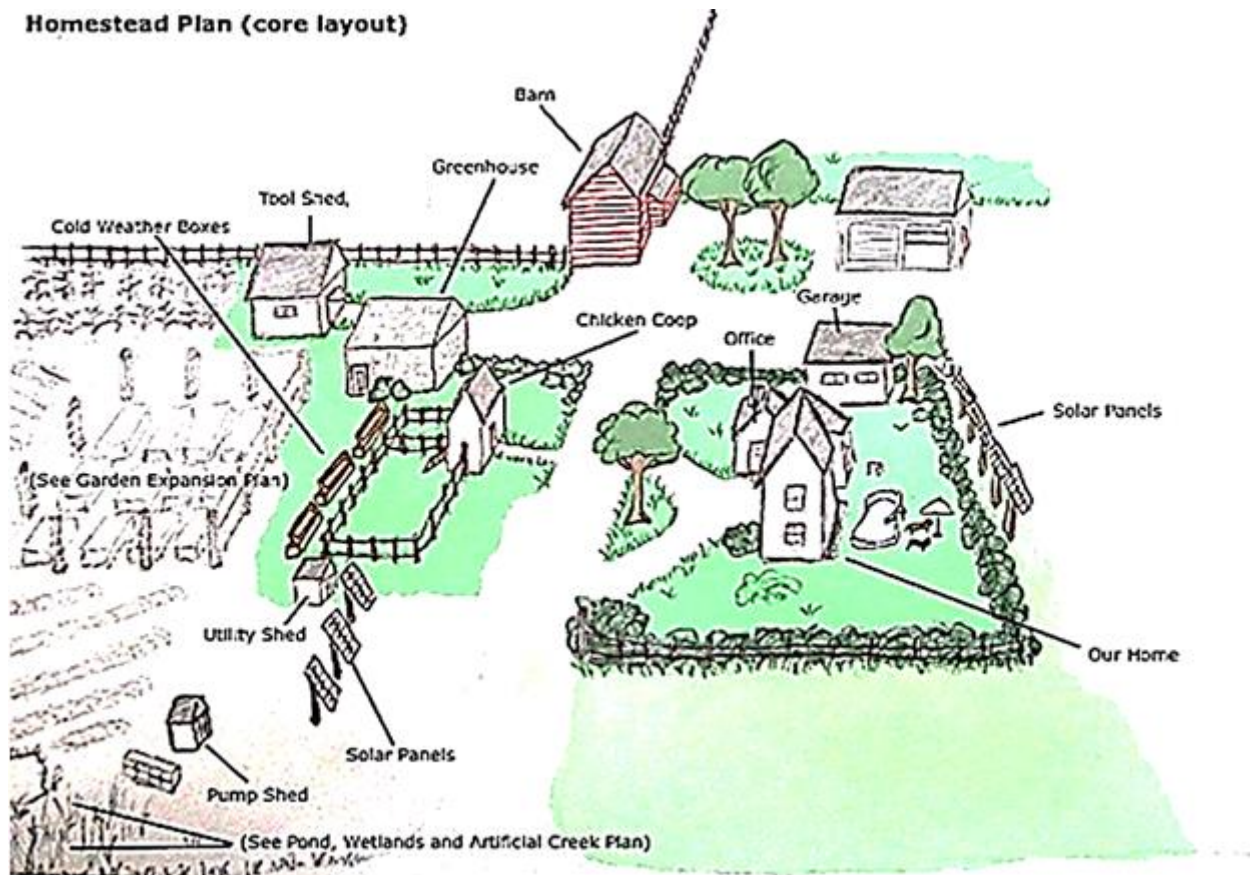 Homestead Plan (core layout)
Barn
Greenhouse
Tool Shed,
Cold Weather Boxes
Garage
Chicken Coop
Office
Solar Panels
(See Garden Expansion Plan)
Utility Shed
Our Home
Solar Panels
Pump Shed
(See Pond, Wetlands and Artificial Creek Plan)